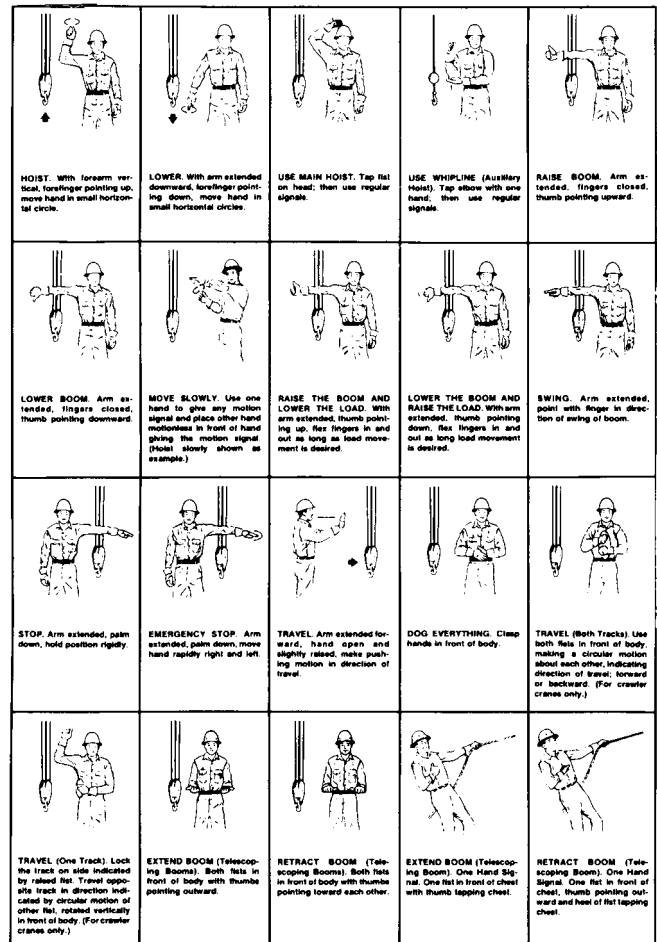 HOIST. With forearm ver-
tical, forefinger pointing up,
move hand in small horizon-
tal circle.
LOWER. With arm extended
downward, forefinger point-
ing down, move hand in
small horizontal circles.
USE MAIN HOIST. Tap fist
on head; then use regular
signals.
USE WHIPLINE (Auxiliary
Hoist). Tap elbow with one
hand; then use regular
signals.
RAISE BOOM. Arm ex-
tended, fingers closed,
thumb pointing upward.
LOWER BOOM. Arm ex-
tended, fingers closed,
thumb pointing downward.
MOVE SLOWLY. Use one
hand to give any motion
signal and place other hand
motionless in front of hand
giving the motion signal.
(Hoist slowly shown as
example.)
RAISE THE BOOM AND
LOWER THE LOAD. With
arm extended, thumb point-
ing up, flex fingers in and
out as long as load move-
ment is desired.
LOWER THE BOOM AND
RAISE THE LOAD. With arm
extended, thumb pointing
down, flex fingers in and
out as long load movement
is desired.
SWING. Arm extended,
point with finger in direc-
tion of swing of boom.
STOP. Arm extended, palm
down, hold position rigidly.
EMERGENCY STOP. Arm
extended, palm down, move
hand rapidly right and left.
TRAVEL. Arm extended for-
ward, hand open and
slightly raised, make push-
ing motion in direction of
travel.
DOG EVERYTHING. Clasp
hands in front of body.
TRAVEL (Both Tracks). Use
both fists in front of body,
making a circular motion
about each other, indicating
direction of travel; forward
or backward. (For crawler
cranes only.)
TRAVEL (One Track). Lock
the track on side indicated
by raised fist. Travel oppo-
site track in direction indi-
cated by circular motion of
other fist, rotated vertically
in front of body. (For crawler
cranes only.)
EXTEND BOOM (Telescop-
ing Booms). Both fists in
front of body with thumbs
pointing outward.
RETRACT BOOM (Tele-
scoping Booms). Both fists
in front of body with thumbs
pointing toward each other.
EXTEND BOOM (Telescop-
ing Boom). One Hand Sig-
nal. One fist in front of chest
with thumb tapping chest.
RETRACT BOOM (Tele-
scoping Boom). One Hand
Signal. One fist in front of
chest, thumb pointing out-
ward and heel of fist tapping
chest.